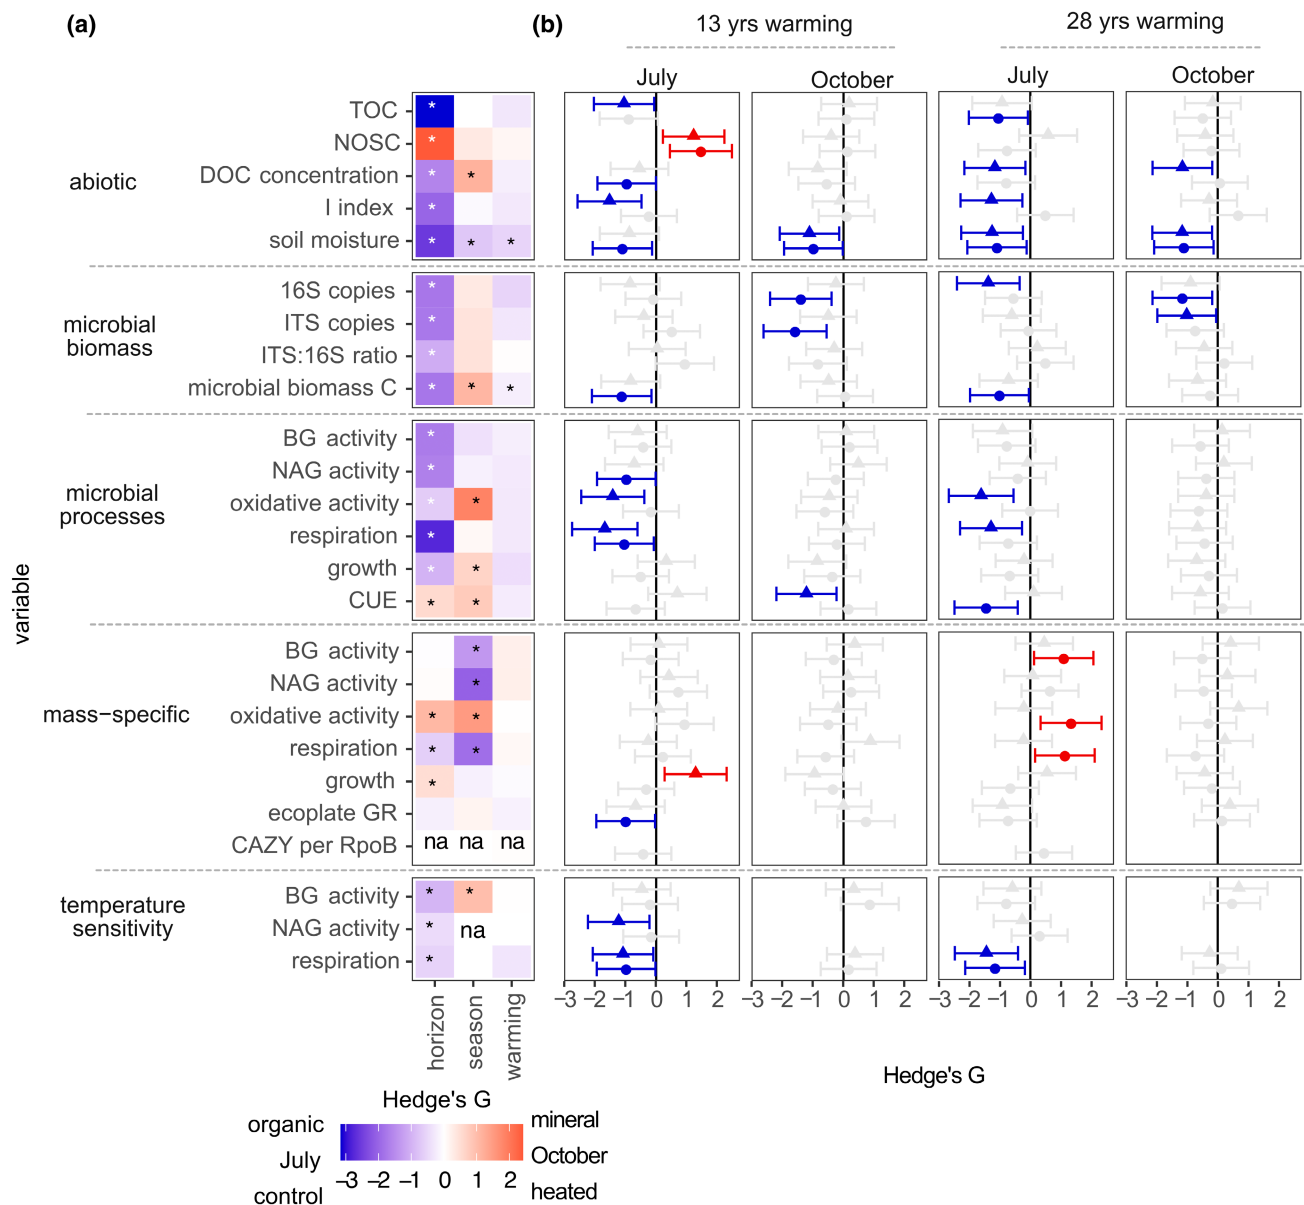 (a)
(b)
13 yrs warming
28 yrs warming
July
October
July
October
variable
abiotic
TOC *
NOSC *
DOC concentration * *
I index *
soil moisture * * *
microbial
biomass
16S copies *
ITS copies *
ITS:16S ratio *
microbial biomass C * * *
microbial
processes
BG activity *
NAG activity *
oxidative activity * *
respiration *
growth * *
CUE * *
mass−specific
BG activity *
NAG activity *
oxidative activity * *
respiration * *
growth *
ecoplate GR
CAZY per RpoB na na na
temperature
sensitivity
BG activity * *
NAG activity * na
respiration *
−3 −2 −1 0 1 2
−3 −2 −1 0 1 2
−3 −2 −1 0 1 2
−3 −2 −1 0 1 2
horizon
season
warming
Hedge's G
Hedge's G
organic
mineral
July
October
control
heated
−3 −2 −1 0 1 2